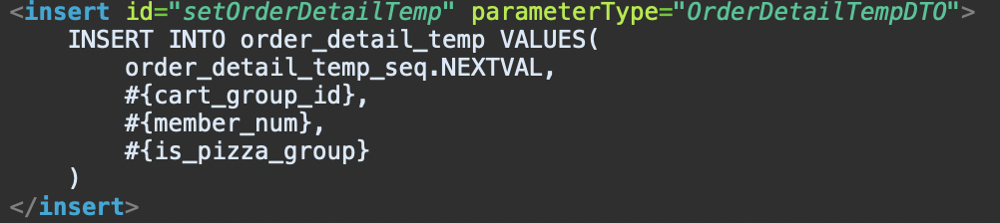 <insert id="setOrderDetailTemp" parameterType="OrderDetailTempDTO">
    INSERT INTO order_detail_temp VALUES(
        order_detail_temp_seq.NEXTVAL,
        #{cart_group_id},
        #{member_num},
        #{is_pizza_group}
    )
</insert>